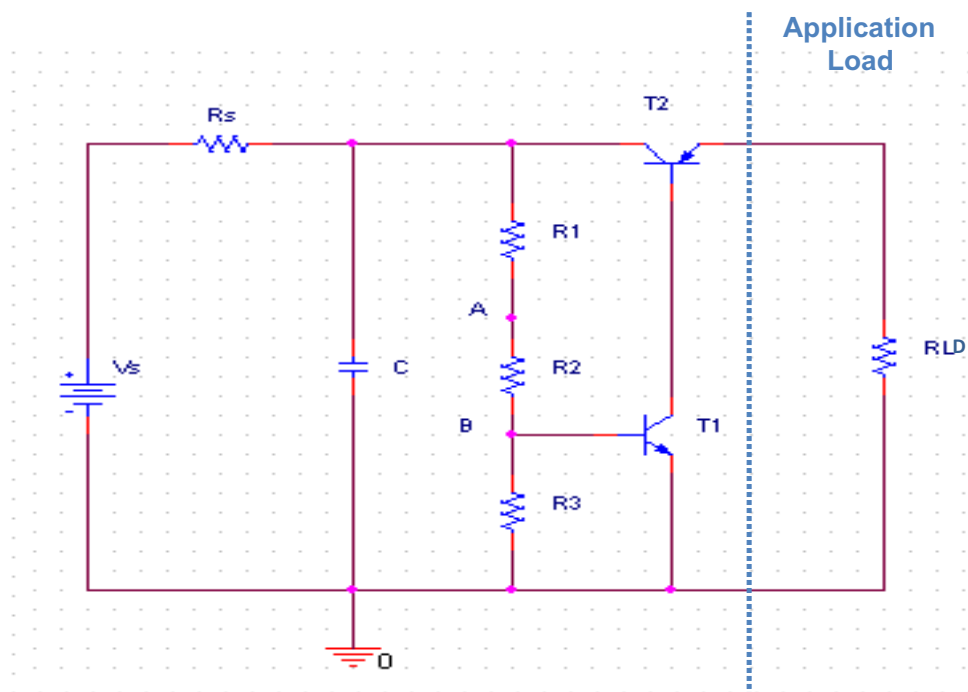 Application
Load
T2
Rs
R1
A
+
Vs
C
R2
RLD
-
B
T1
R3
0